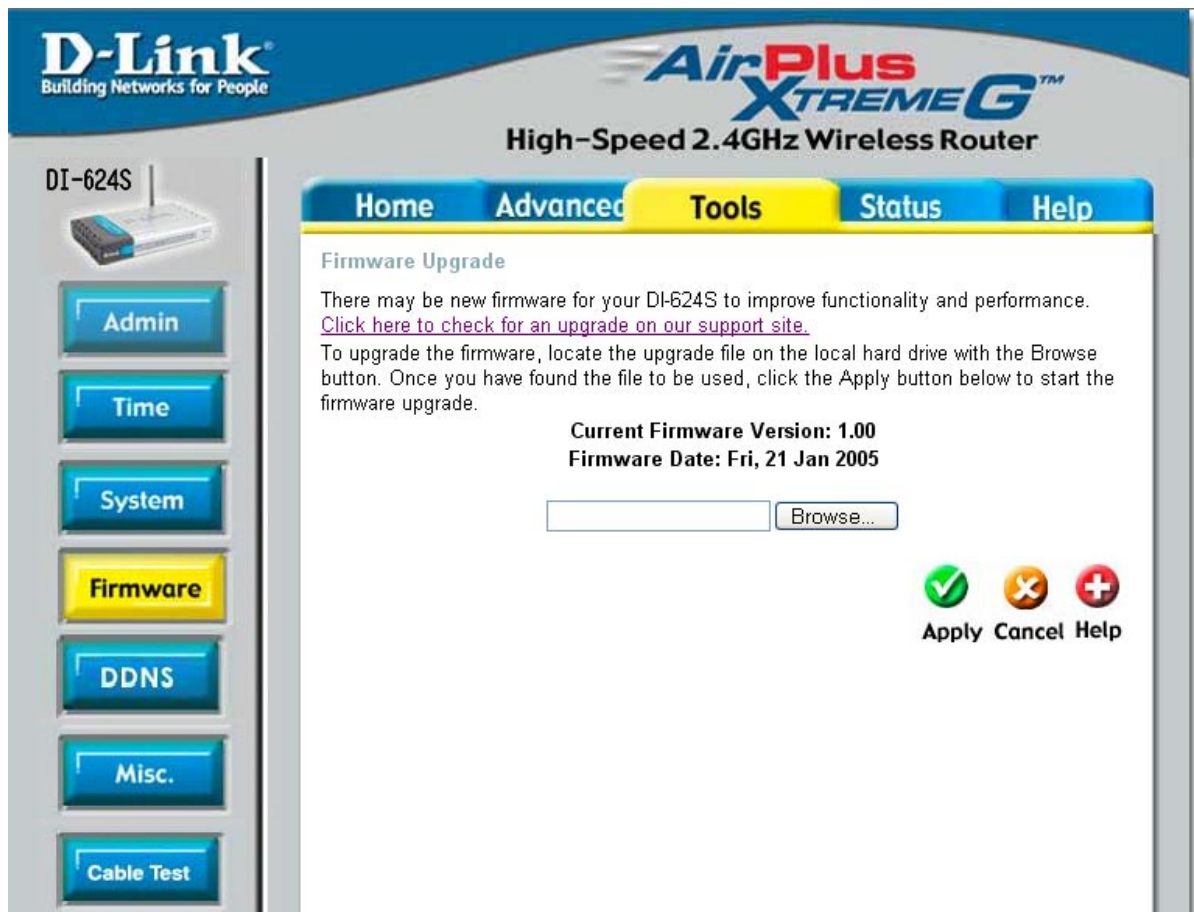 D-Link®
Building Networks for People
AirPlus
XTREME G™
High-Speed 2.4GHz Wireless Router
DI-624S
Home Advanced Tools Status Help
Admin
Time
System
Firmware
DDNS
Misc.
Cable Test
Firmware Upgrade
There may be new firmware for your DI-624S to improve functionality and performance.
Click here to check for an upgrade on our support site.
To upgrade the firmware, locate the upgrade file on the local hard drive with the Browse
button. Once you have found the file to be used, click the Apply button below to start the
firmware upgrade.
Current Firmware Version: 1.00
Firmware Date: Fri, 21 Jan 2005
Browse...
Apply Cancel Help